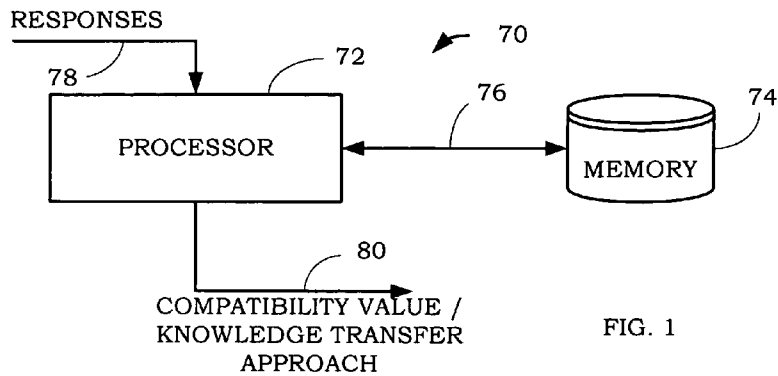 RESPONSES
70
78
72
76
74
PROCESSOR
MEMORY
80
COMPATIBILITY VALUE /
KNOWLEDGE TRANSFER
APPROACH
FIG. 1